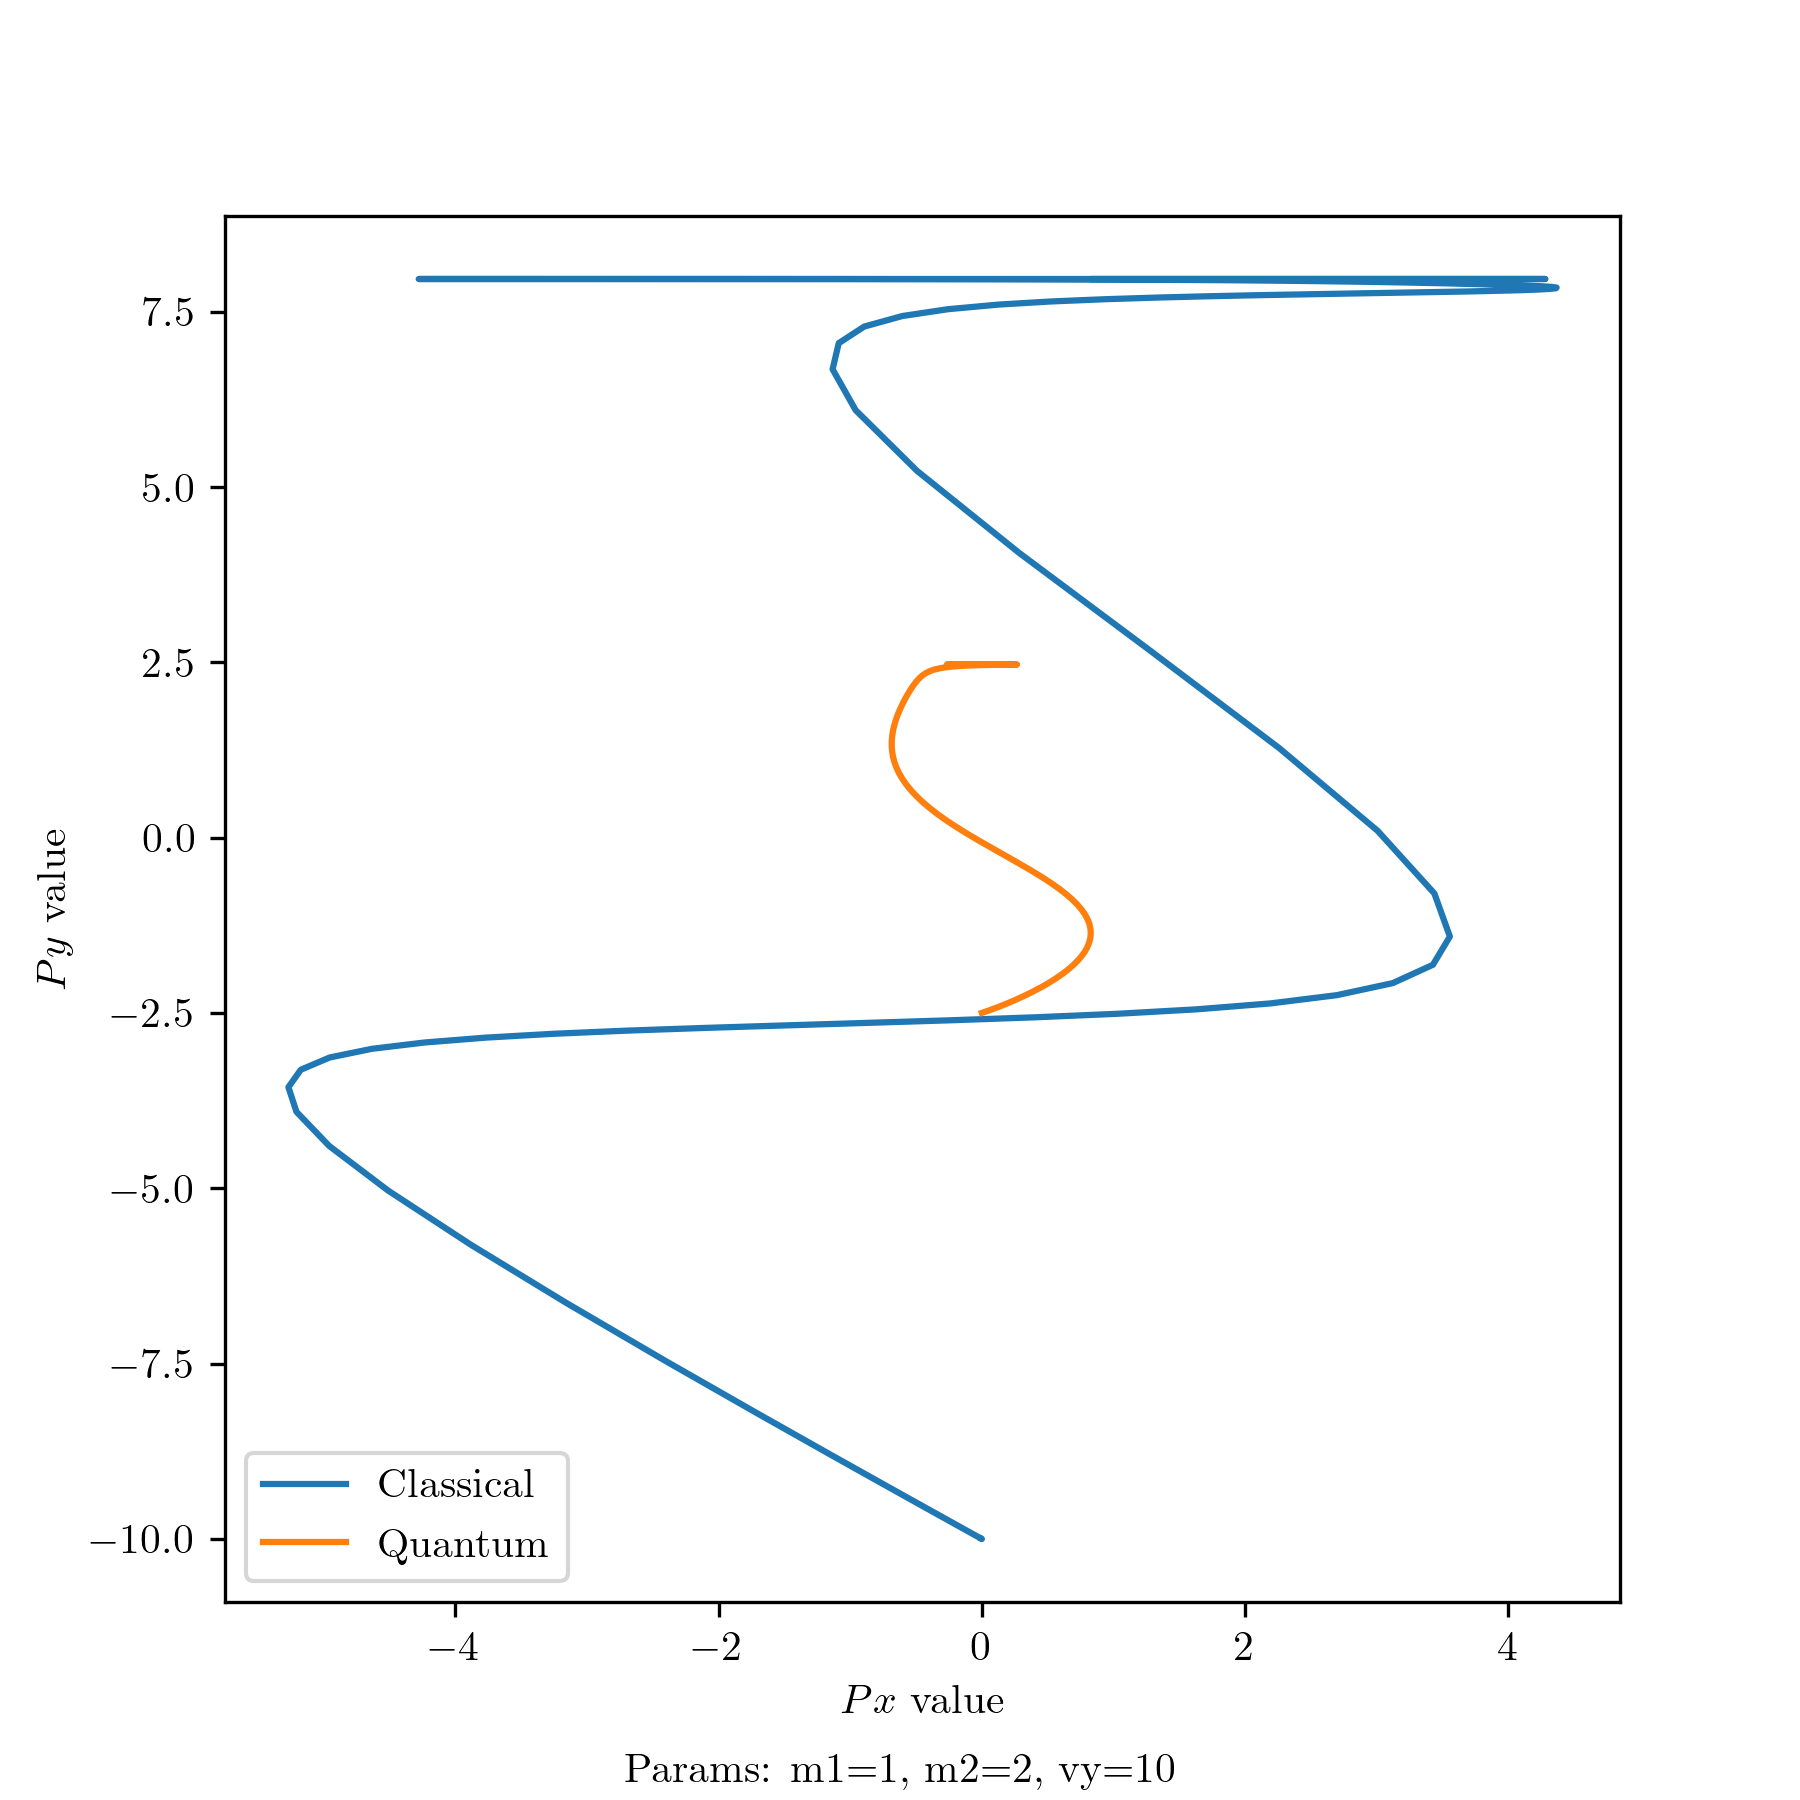 7.5
5.0
2.5
0.0
−2.5
−5.0
−7.5
−10.0
Py value
Classical
Quantum
−4 −2 0 2 4
Px value
Params: m1=1, m2=2, vy=10